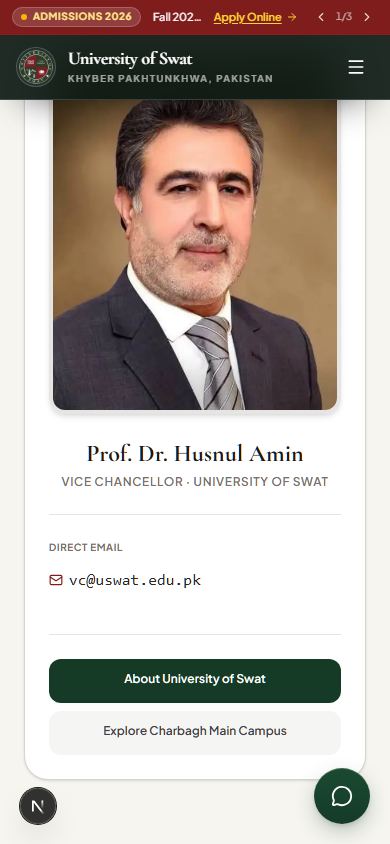 ADMISSIONS 2026
Fall 202...
Apply Online →
1/3
University of Swat
KHYBER PAKHTUNKHWA, PAKISTAN
Prof. Dr. Husnul Amin
VICE CHANCELLOR · UNIVERSITY OF SWAT
DIRECT EMAIL
vc@uswat.edu.pk
About University of Swat
Explore Charbagh Main Campus
N